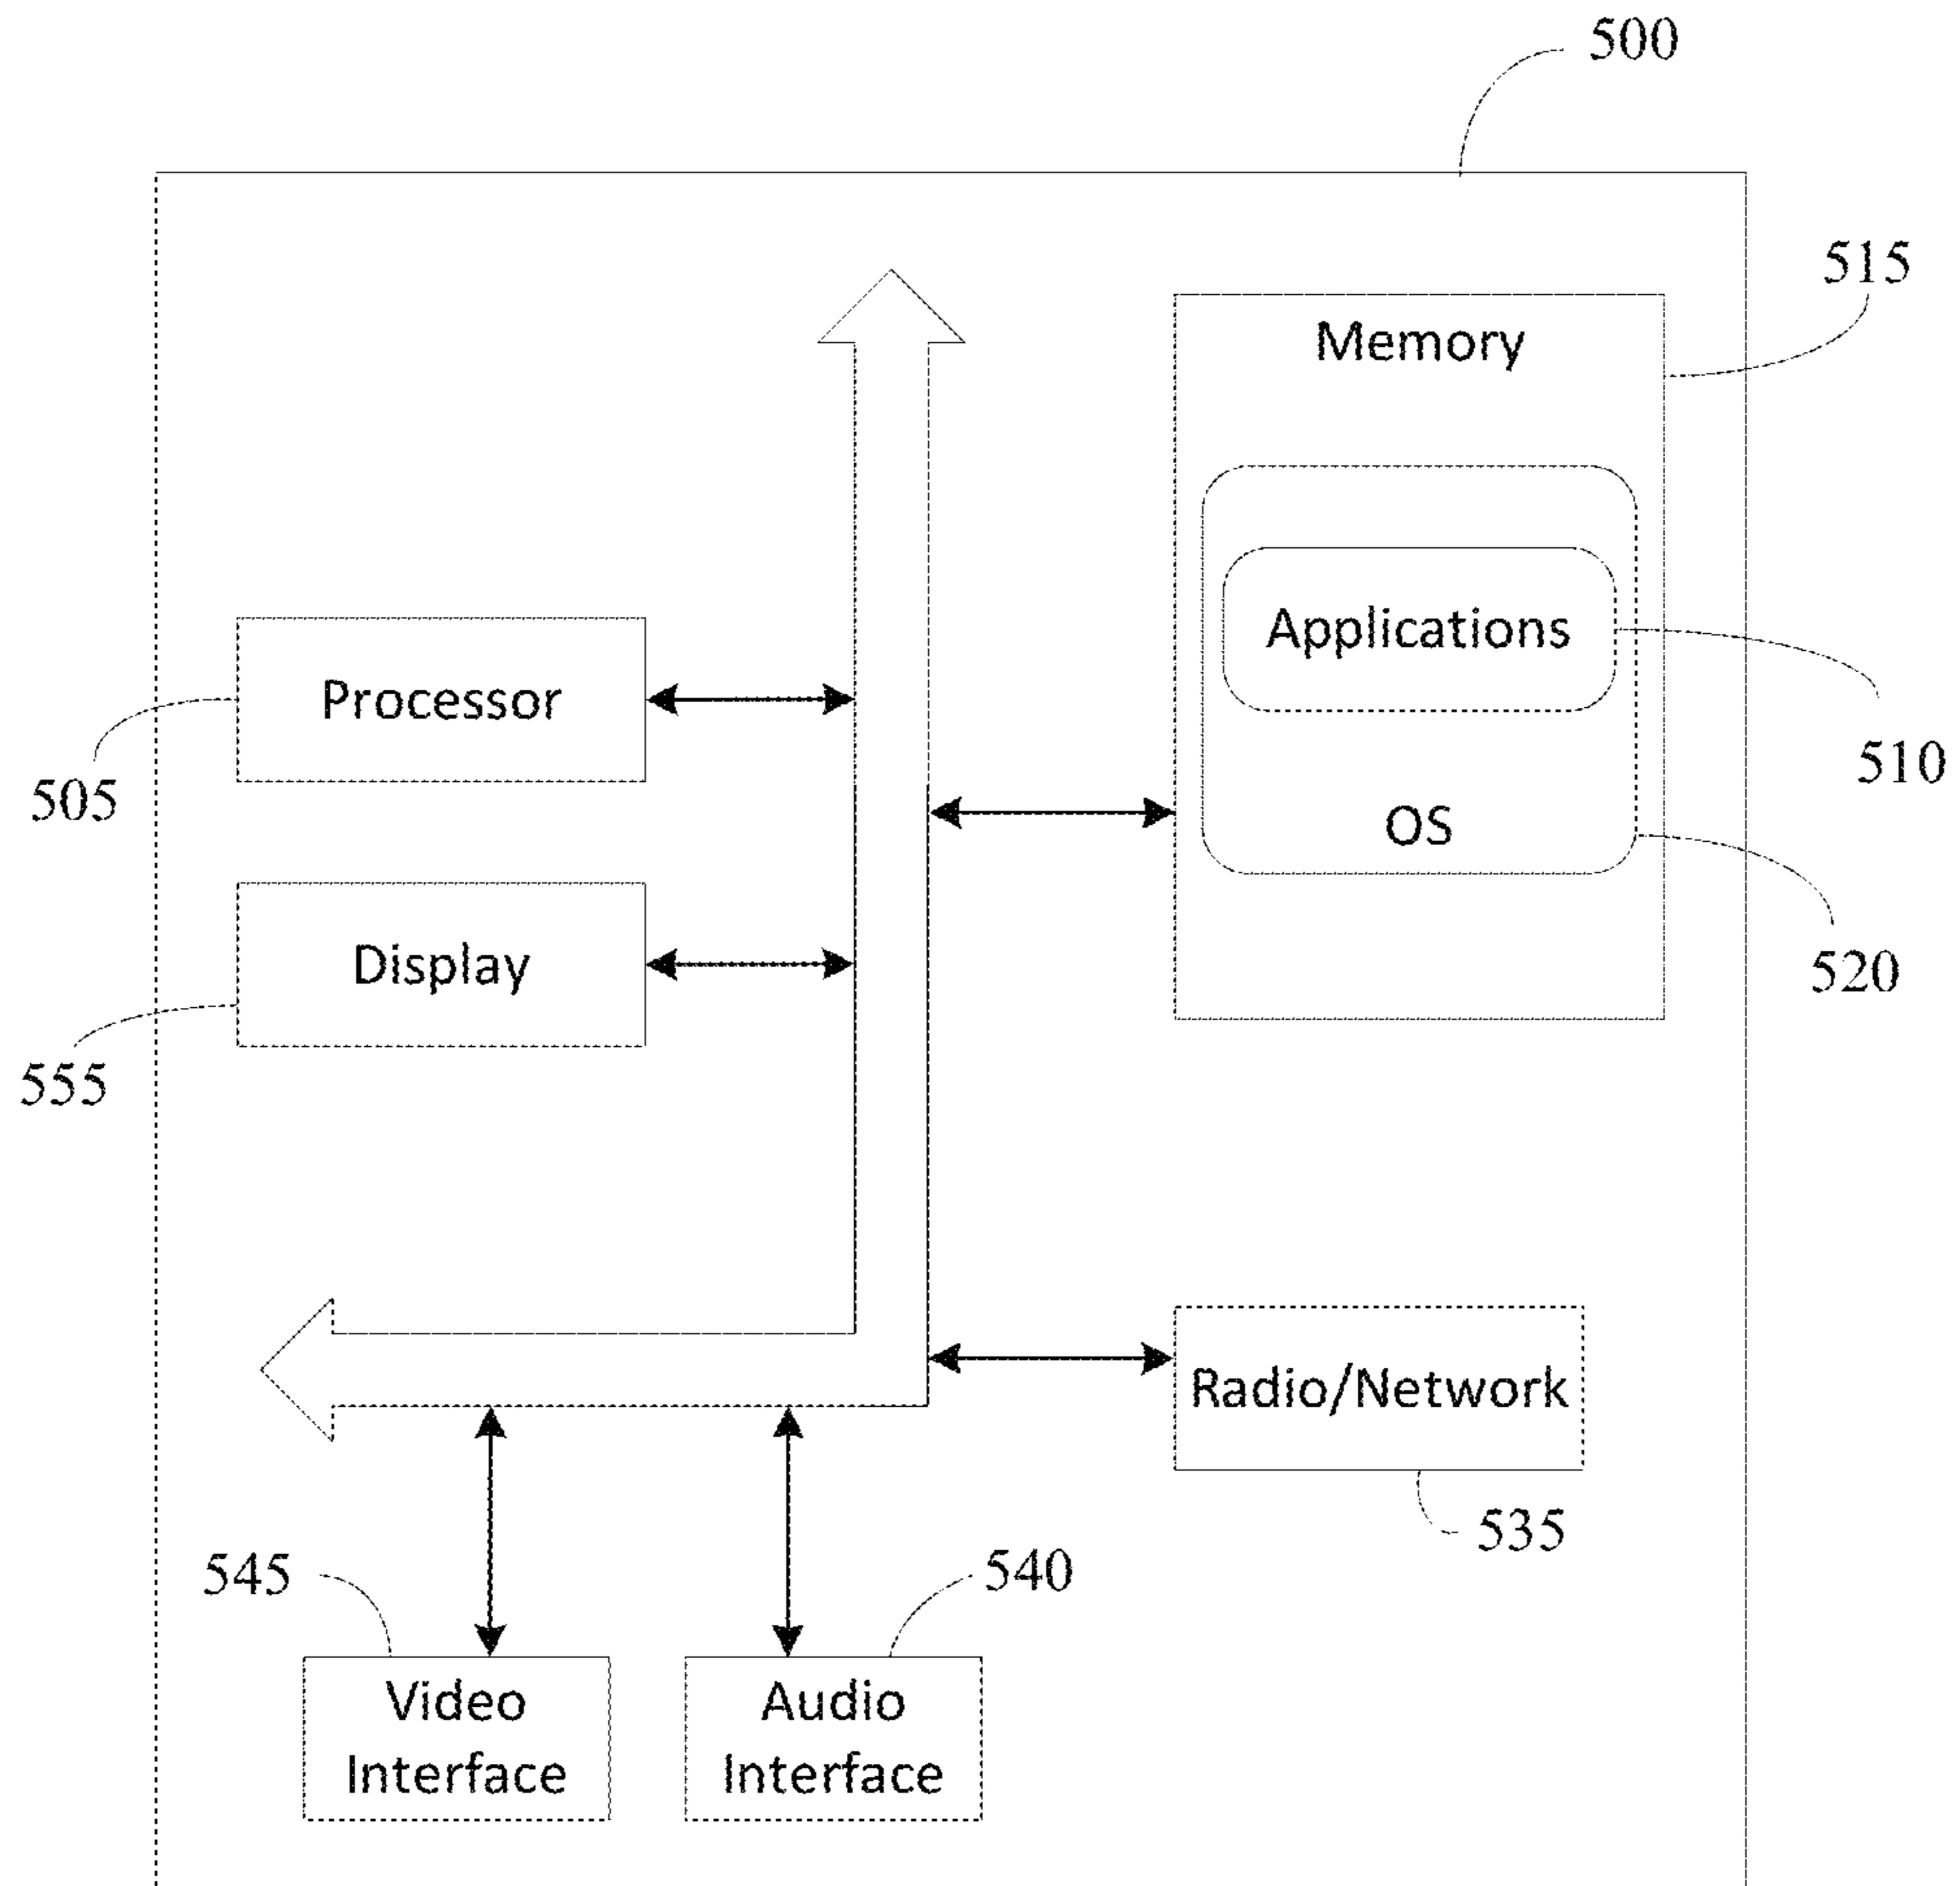 500
515
Memory
Applications
Processor
510
505
OS
Display
520
555
Radio/Network
535
545
540
Video
Interface
Audio
Interface